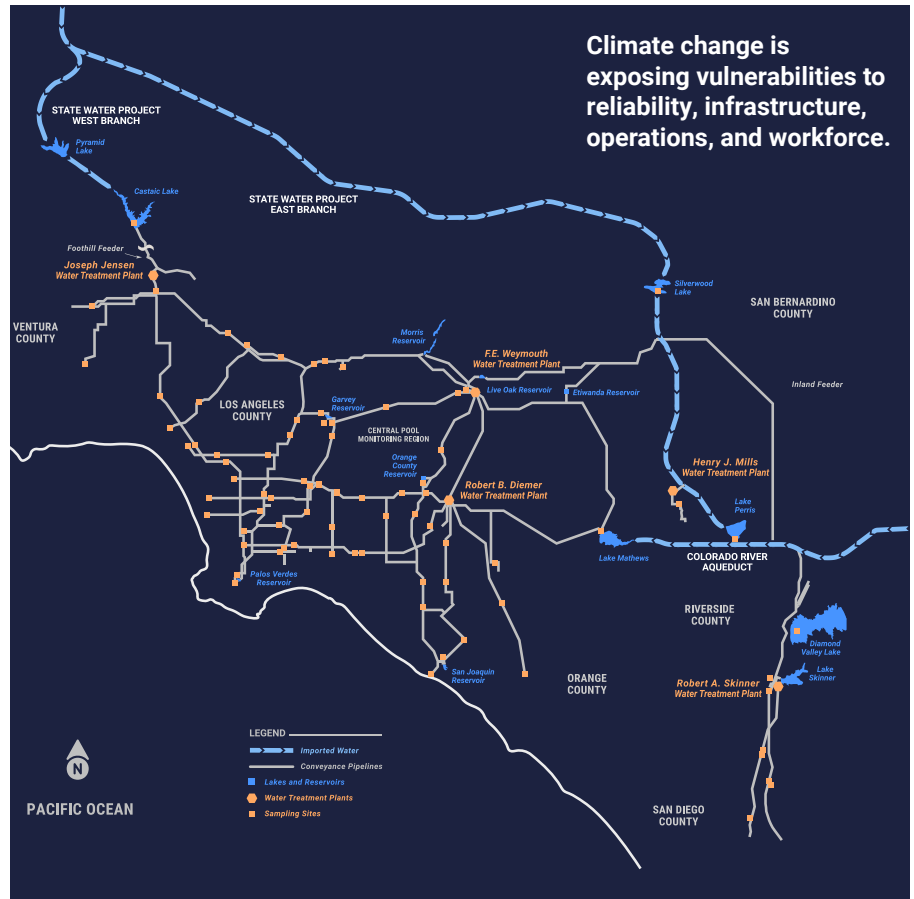 Climate change is
exposing vulnerabilities to
reliability, infrastructure,
operations, and workforce.
STATE WATER PROJECT
WEST BRANCH
Pyramid
Lake
Castaic Lake
STATE WATER PROJECT
EAST BRANCH
Foothill Feeder
Joseph Jensen
Water Treatment Plant
Silverwood
Lake
SAN BERNARDINO
COUNTY
VENTURA
COUNTY
Morris
Reservoir
F.E. Weymouth
Water Treatment Plant
Live Oak Reservoir
Etiwanda Reservoir
Inland Feeder
LOS ANGELES
COUNTY
Garvey
Reservoir
CENTRAL POOL
MONITORING REGION
Orange
County
Reservoir
Robert B. Diemer
Water Treatment Plant
Henry J. Mills
Water Treatment Plant
Lake
Perris
Lake Mathews
COLORADO RIVER
AQUEDUCT
Palos Verdes
Reservoir
RIVERSIDE
COUNTY
Diamond
Valley Lake
San Joaquin
Reservoir
ORANGE
COUNTY
Robert A. Skinner
Water Treatment Plant
Lake
Skinner
LEGEND
Imported Water
Conveyance Pipelines
Lakes and Reservoirs
Water Treatment Plants
Sampling Sites
N
PACIFIC OCEAN
SAN DIEGO
COUNTY